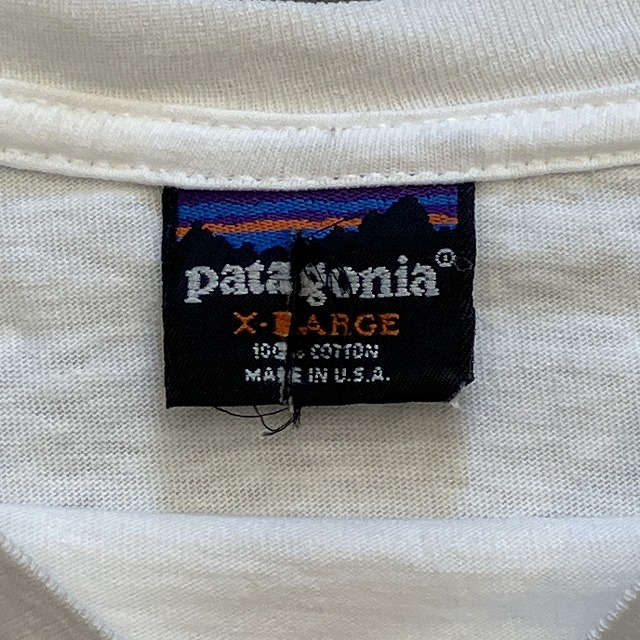 patagonia®
X-LARGE
100% COTTON
MADE IN U.S.A.